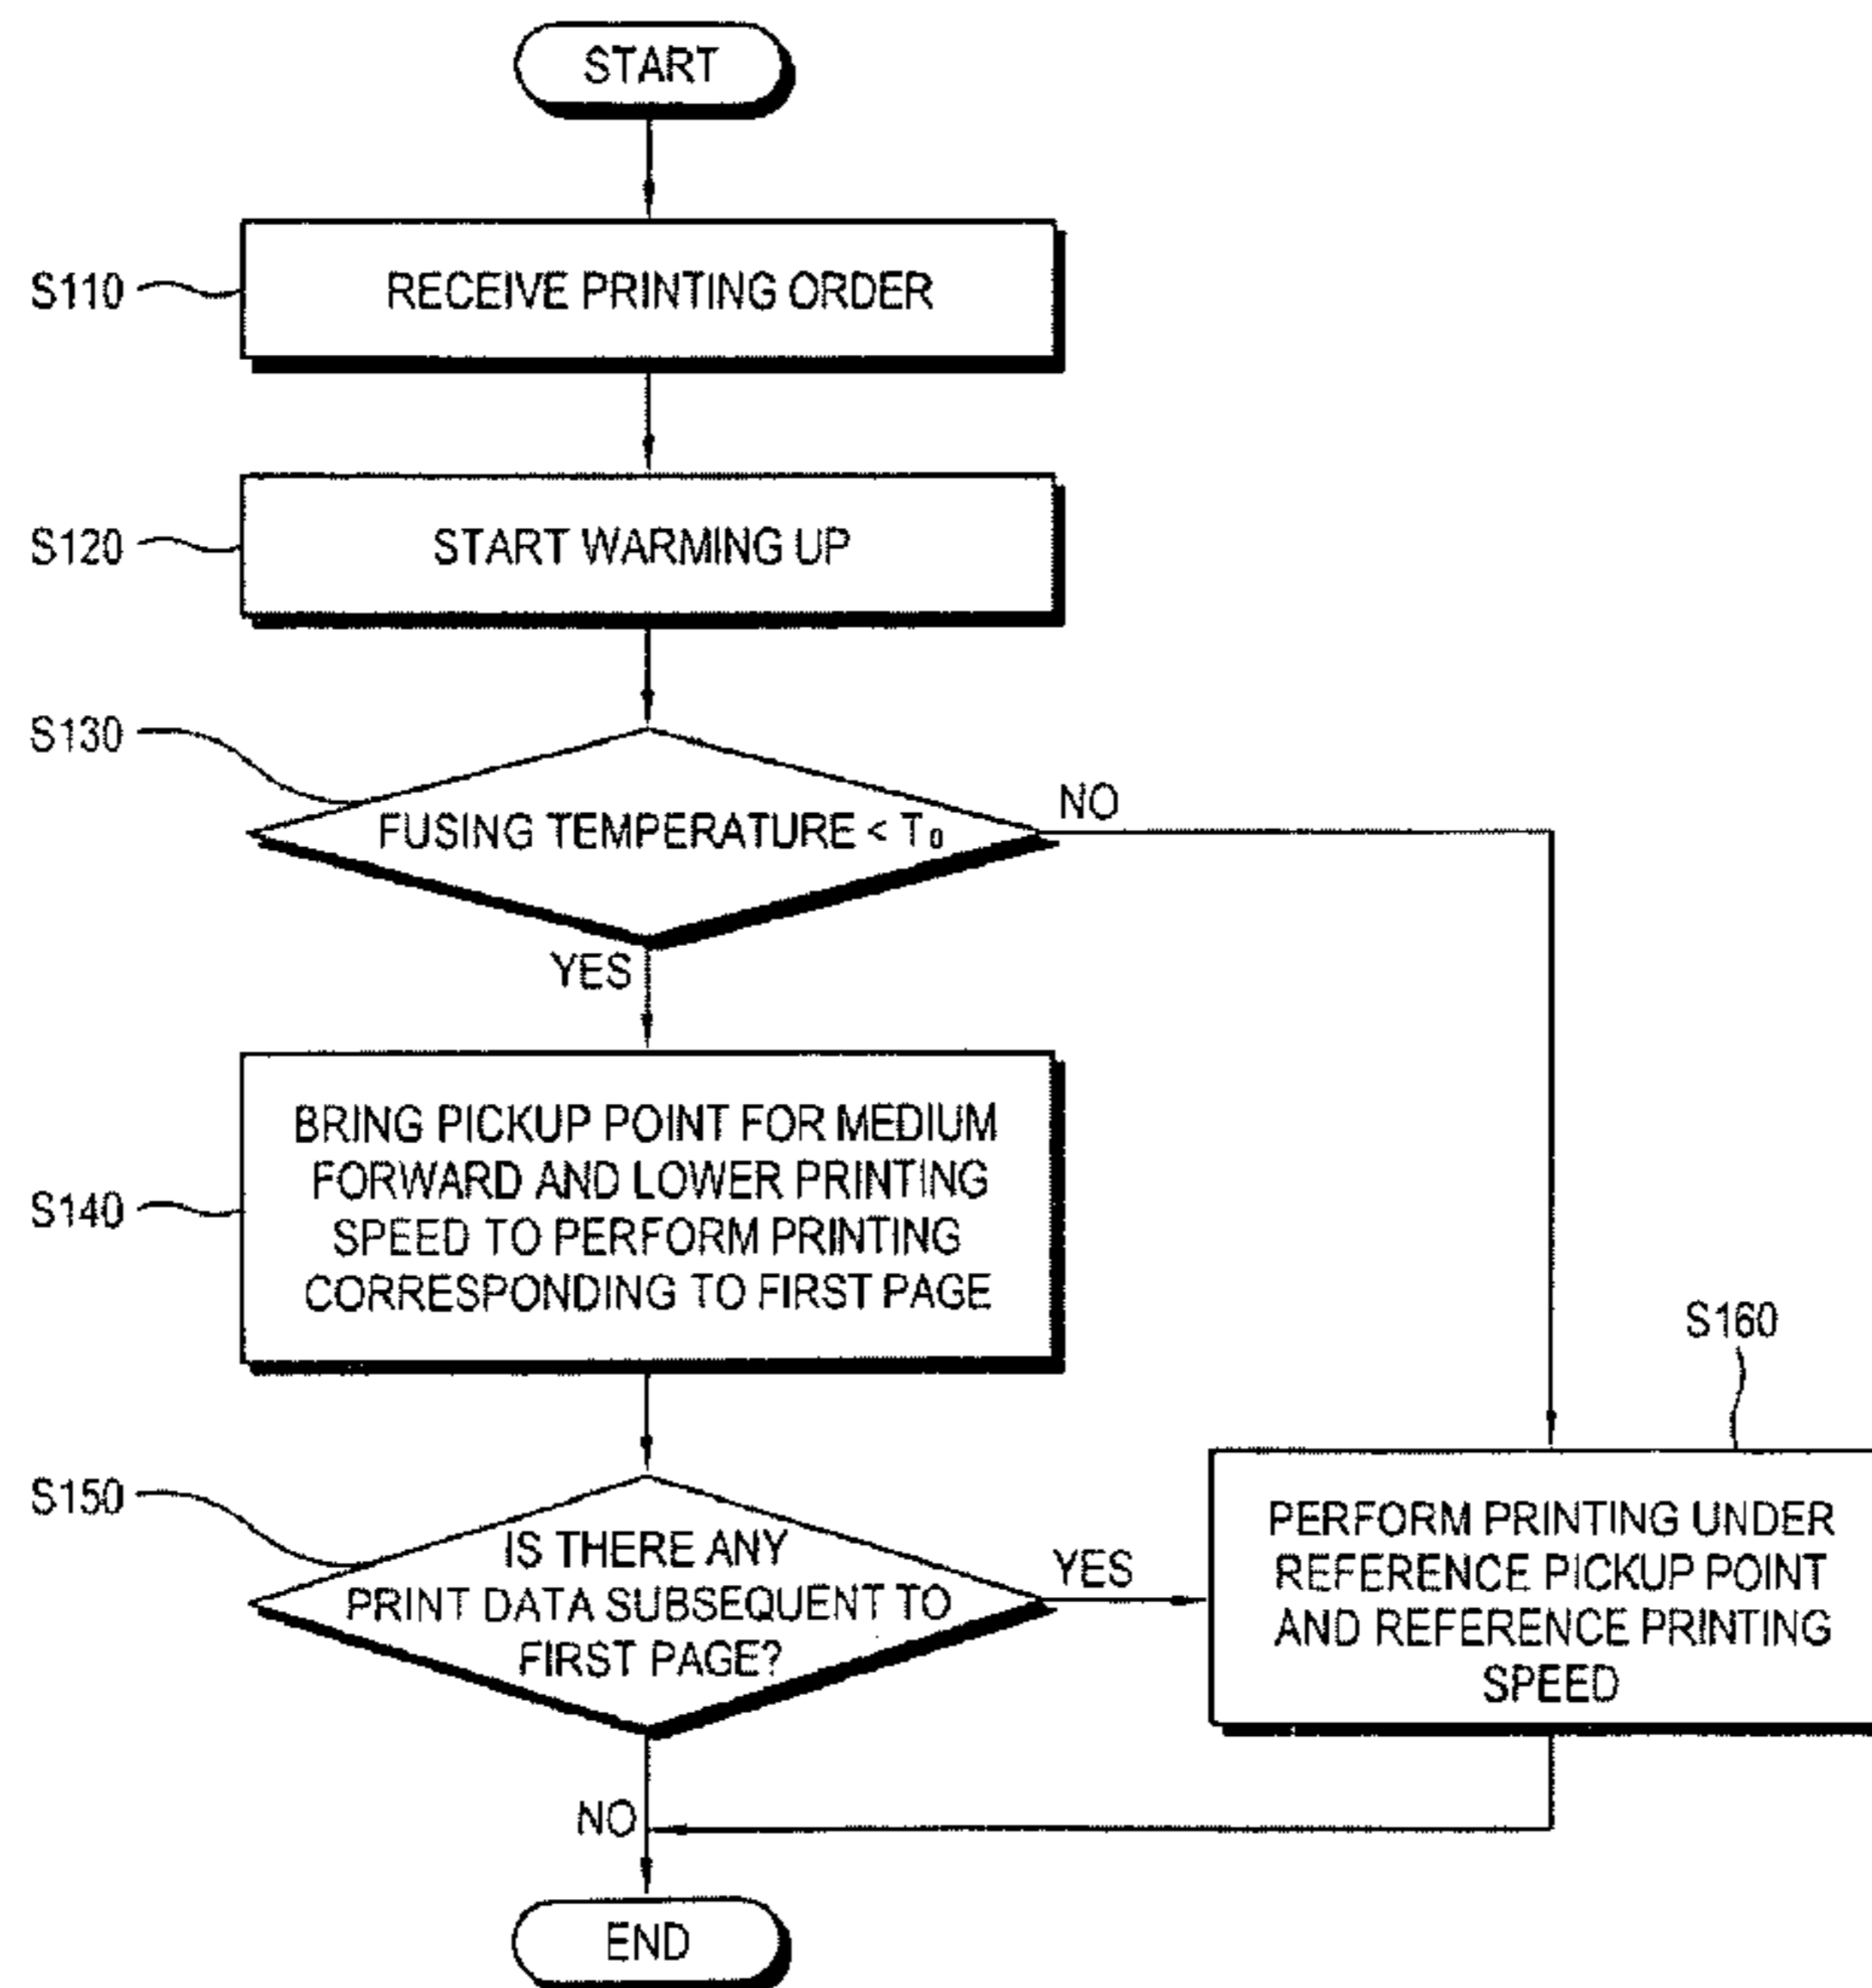 START
S110
RECEIVE PRINTING ORDER
S120
START WARMING UP
S130
FUSING TEMPERATURE < T₀
NO
YES
S140
BRING PICKUP POINT FOR MEDIUM
FORWARD AND LOWER PRINTING
SPEED TO PERFORM PRINTING
CORRESPONDING TO FIRST PAGE
S150
IS THERE ANY
PRINT DATA SUBSEQUENT TO
FIRST PAGE?
YES
S160
PERFORM PRINTING UNDER
REFERENCE PICKUP POINT
AND REFERENCE PRINTING
SPEED
NO
END